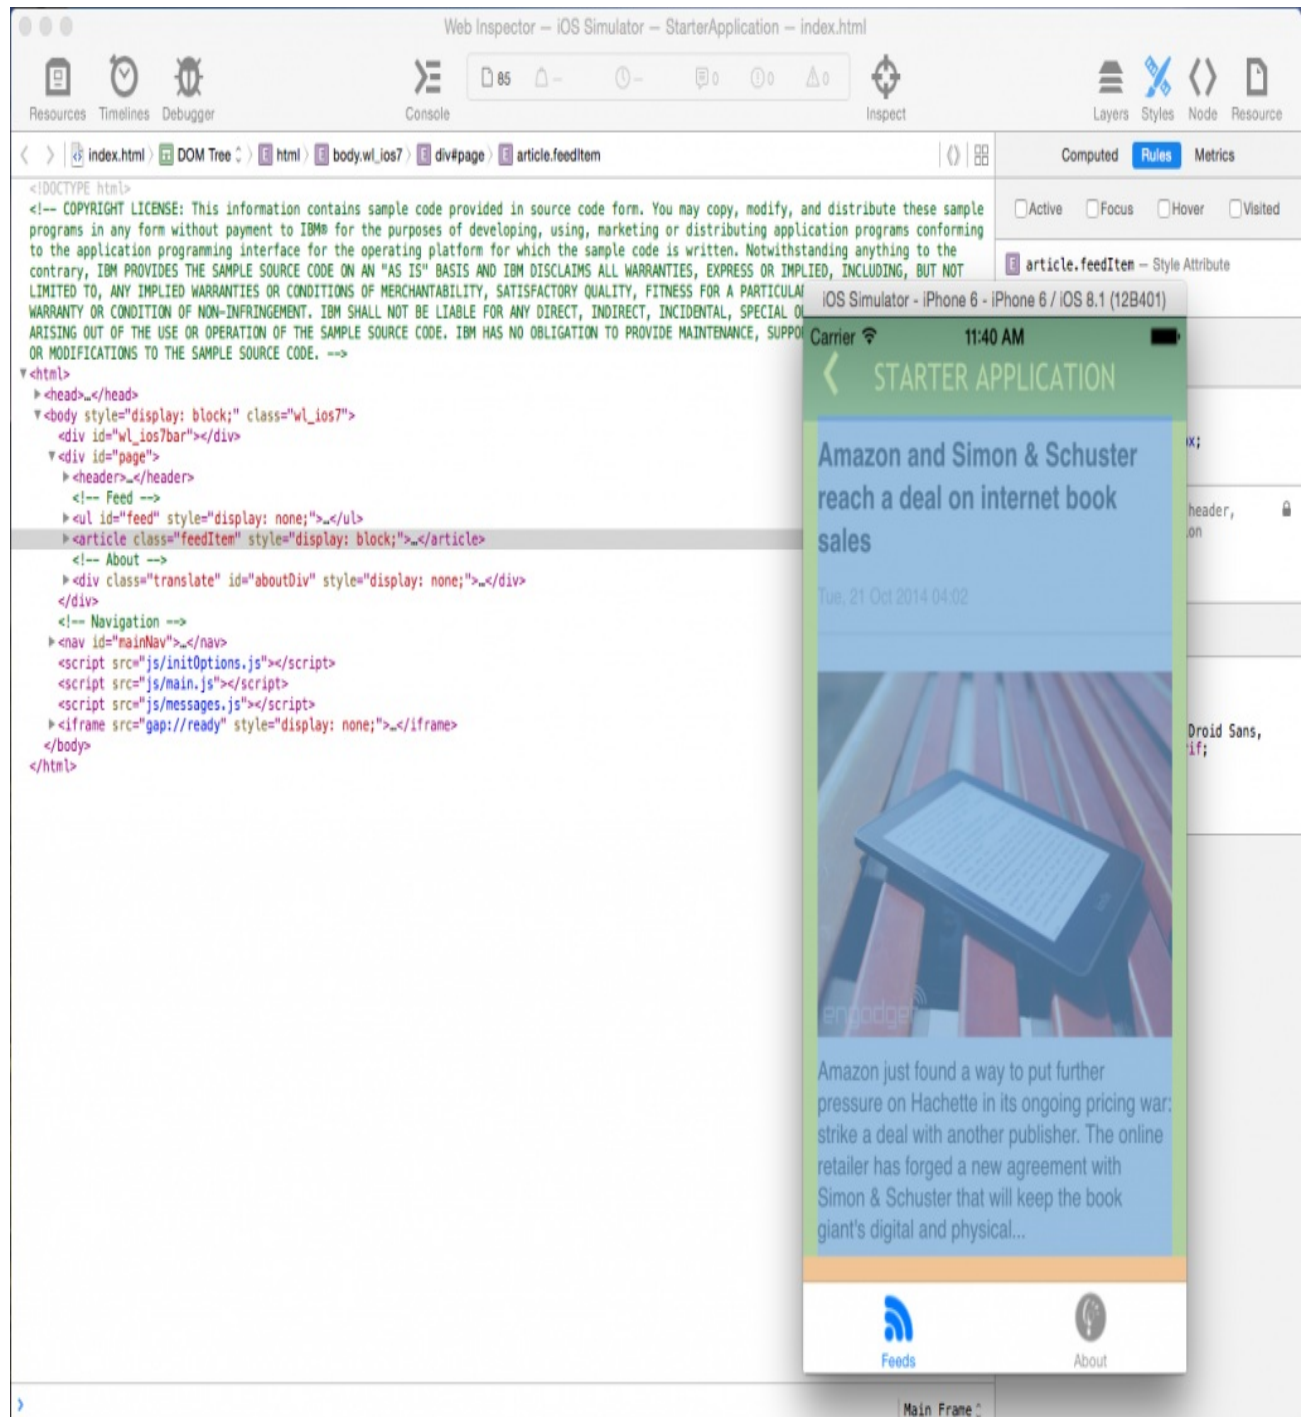 Web Inspector — iOS Simulator — StarterApplication — index.html
Resources Timelines Debugger Console 85 – – 0 0 0 Inspect Layers Styles Node Resource
index.html DOM Tree E html E body.wl_ios7 E div#page E article.feedItem
Computed Rules Metrics
Active Focus Hover Visited
E article.feedItem — Style Attribute
<!DOCTYPE html>
<!-- COPYRIGHT LICENSE: This information contains sample code provided in source code form. You may copy, modify, and distribute these sample
programs in any form without payment to IBM® for the purposes of developing, using, marketing or distributing application programs conforming
to the application programming interface for the operating platform for which the sample code is written. Notwithstanding anything to the
contrary, IBM PROVIDES THE SAMPLE SOURCE CODE ON AN "AS IS" BASIS AND IBM DISCLAIMS ALL WARRANTIES, EXPRESS OR IMPLIED, INCLUDING, BUT NOT
LIMITED TO, ANY IMPLIED WARRANTIES OR CONDITIONS OF MERCHANTABILITY, SATISFACTORY QUALITY, FITNESS FOR A PARTICULA
WARRANTY OR CONDITION OF NON-INFRINGEMENT. IBM SHALL NOT BE LIABLE FOR ANY DIRECT, INDIRECT, INCIDENTAL, SPECIAL O
ARISING OUT OF THE USE OR OPERATION OF THE SAMPLE SOURCE CODE. IBM HAS NO OBLIGATION TO PROVIDE MAINTENANCE, SUPPO
OR MODIFICATIONS TO THE SAMPLE SOURCE CODE. -->
<html>
<head>…</head>
<body style="display: block;" class="wl_ios7">
<div id="wl_ios7bar"></div>
<div id="page">
<header>…</header>
<!-- Feed -->
<ul id="feed" style="display: none;">…</ul>
<article class="feedItem" style="display: block;">…</article>
<!-- About -->
<div class="translate" id="aboutDiv" style="display: none;">…</div>
</div>
<!-- Navigation -->
<nav id="mainNav">…</nav>
<script src="js/initOptions.js"></script>
<script src="js/main.js"></script>
<script src="js/messages.js"></script>
<iframe src="gap://ready" style="display: none;">…</iframe>
</body>
</html>
iOS Simulator - iPhone 6 - iPhone 6 / iOS 8.1 (12B401)
Carrier 11:40 AM
STARTER APPLICATION
Amazon and Simon & Schuster
reach a deal on internet book
sales
Tue, 21 Oct 2014 04:02
engadget
Amazon just found a way to put further
pressure on Hachette in its ongoing pricing war:
strike a deal with another publisher. The online
retailer has forged a new agreement with
Simon & Schuster that will keep the book
giant's digital and physical...
Feeds About
x;
header,
on
Droid Sans,
if;
Main Frame